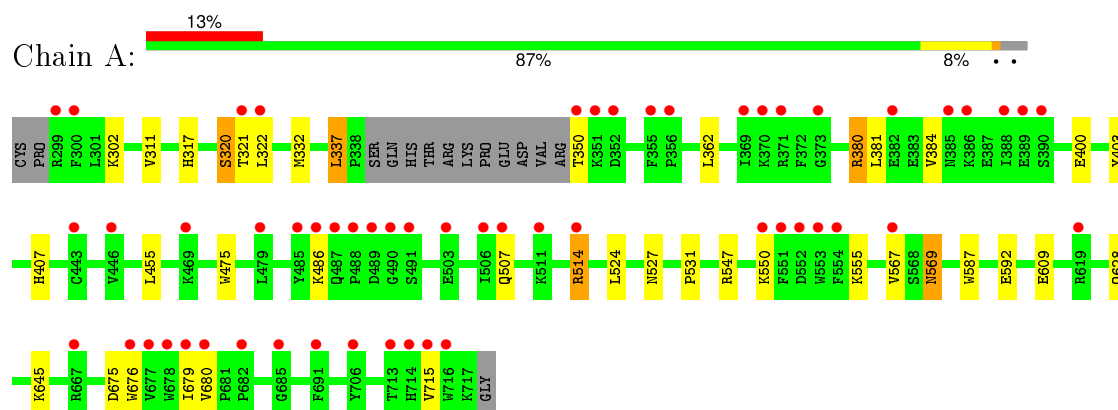 13%
Chain A:
87% 8% • •
CYS PRO R299 F300 L301 K302 V311 H317 S320 T321 L322 M332 L337 P338 SER GLN HIS THR ARG LYS PRO GLU ASP VAL ARG T350 K351 D352 F355 P356 L362 I369 K370 R371 F372 G373 R380 L381 E382 E383 V384 N385 K386 E387 I388 E389 S390 E400
H407 C443 V446 L455 K469 W475 L479 Y485 K486 Q487 P488 D489 G490 S491 E503 I506 Q507 K511 R514 L524 N527 P531 R547 K550 F551 D552 W553 F554 K555 V567 S568 N569 W587 E592 E609 R619
K645 R667 D675 W676 V677 W678 I679 V680 P681 P682 G685 F691 Y706 T713 H714 V715 W716 K717 GLY